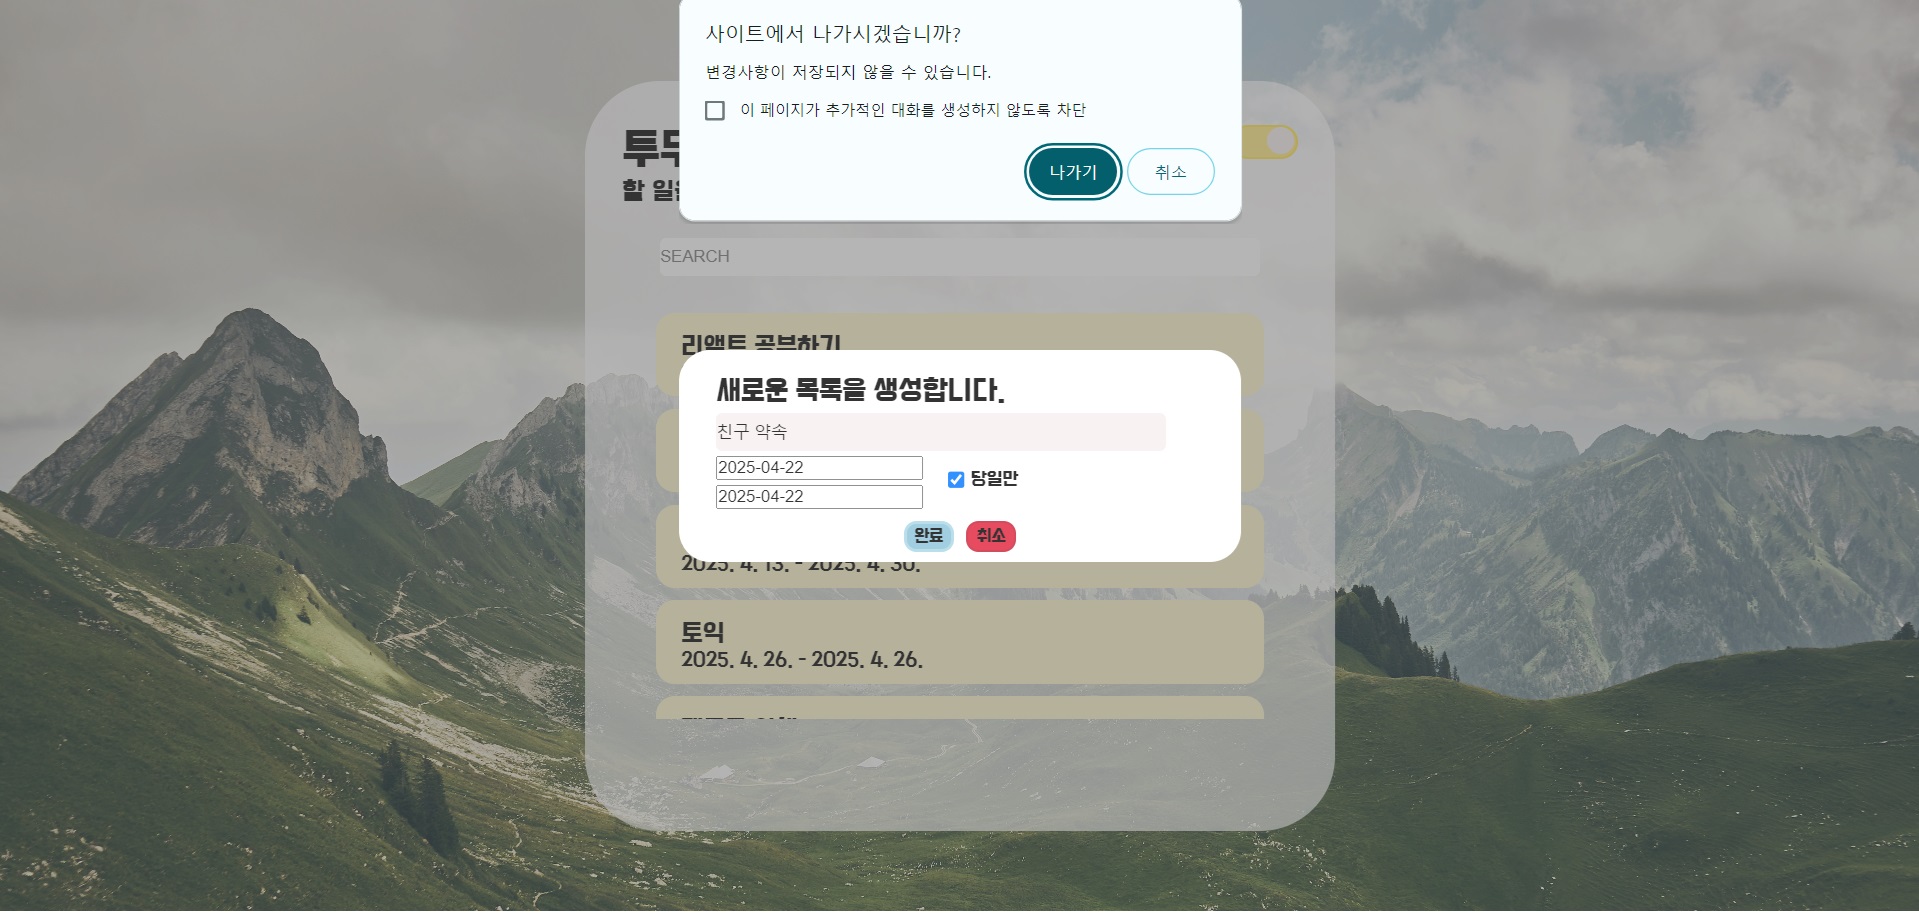 사이트에서 나가시겠습니까?
변경사항이 저장되지 않을 수 있습니다.
이 페이지가 추가적인 대화를 생성하지 않도록 차단
나가기 취소
할 일
SEARCH
리액트 공부하기
새로운 목톡을 생성합니다.
친구 약속
2025-04-22
당일만
2025-04-22
완료 취소
2025. 4. 13. - 2025. 4. 30.
토익
2025. 4. 26. - 2025. 4. 26.